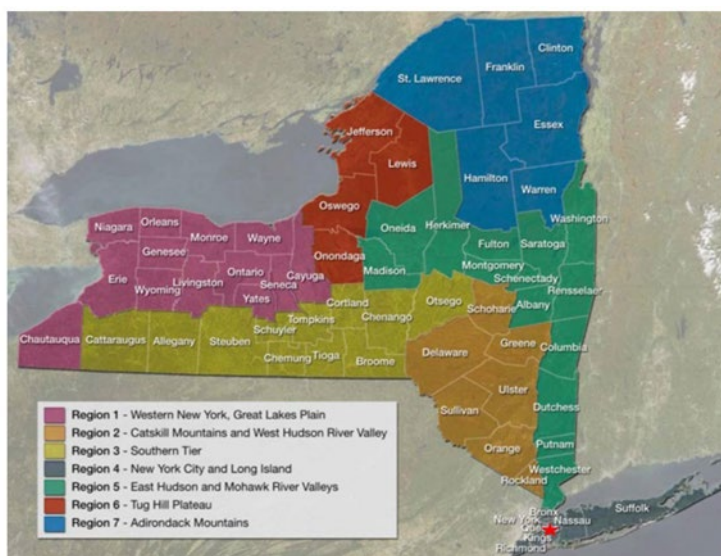 Clinton
Franklin
St. Lawrence
Essex
Jefferson
Lewis
Hamilton
Warren
Oswego
Washington
Niagara
Orleans
Monroe
Wayne
Oneida
Herkimer
Fulton
Saratoga
Genesee
Onondaga
Ontario
Cayuga
Madison
Montgomery
Schenectady
Erie
Wyoming
Livingston
Seneca
Yates
Rensselaer
Cortland
Otsego
Schoharie
Albany
Chenango
Tompkins
Chautauqua
Cattaraugus
Allegany
Steuben
Schuyler
Chemung
Tioga
Broome
Delaware
Greene
Columbia
Ulster
Sullivan
Dutchess
Orange
Putnam
Westchester
Rockland
Bronx
New York
Nassau
Suffolk
Kings
Richmond
Region 1 - Western New York, Great Lakes Plain
Region 2 - Catskill Mountains and West Hudson River Valley
Region 3 - Southern Tier
Region 4 - New York City and Long Island
Region 5 - East Hudson and Mohawk River Valleys
Region 6 - Tug Hill Plateau
Region 7 - Adirondack Mountains